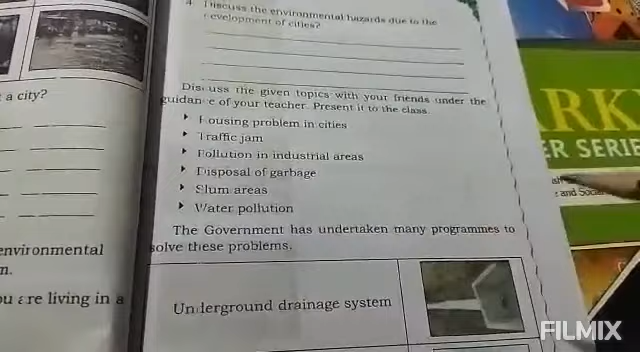 a city?
environmental
n.
ou are living in a
4 Discuss the environmental hazards due to the
development of cities?
Discuss the given topics with your friends under the
guidance of your teacher. Present it to the class.
Housing problem in cities
Traffic jam
Pollution in industrial areas
Disposal of garbage
Slum areas
Water pollution
The Government has undertaken many programmes to
solve these problems.
Underground drainage system
ARK
ER SERIE
and Social
FILMIX